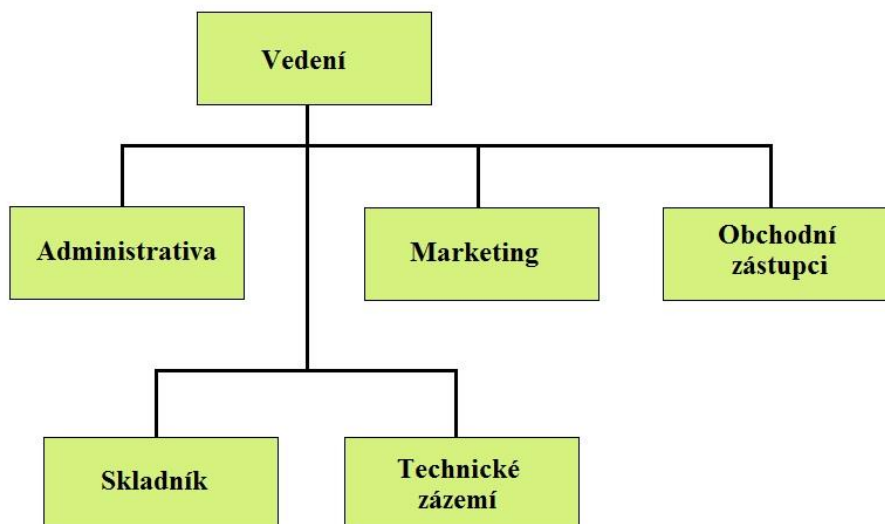 Vedení
Administrativa
Marketing
Obchodní
zástupci
Skladník
Technické
zázemí